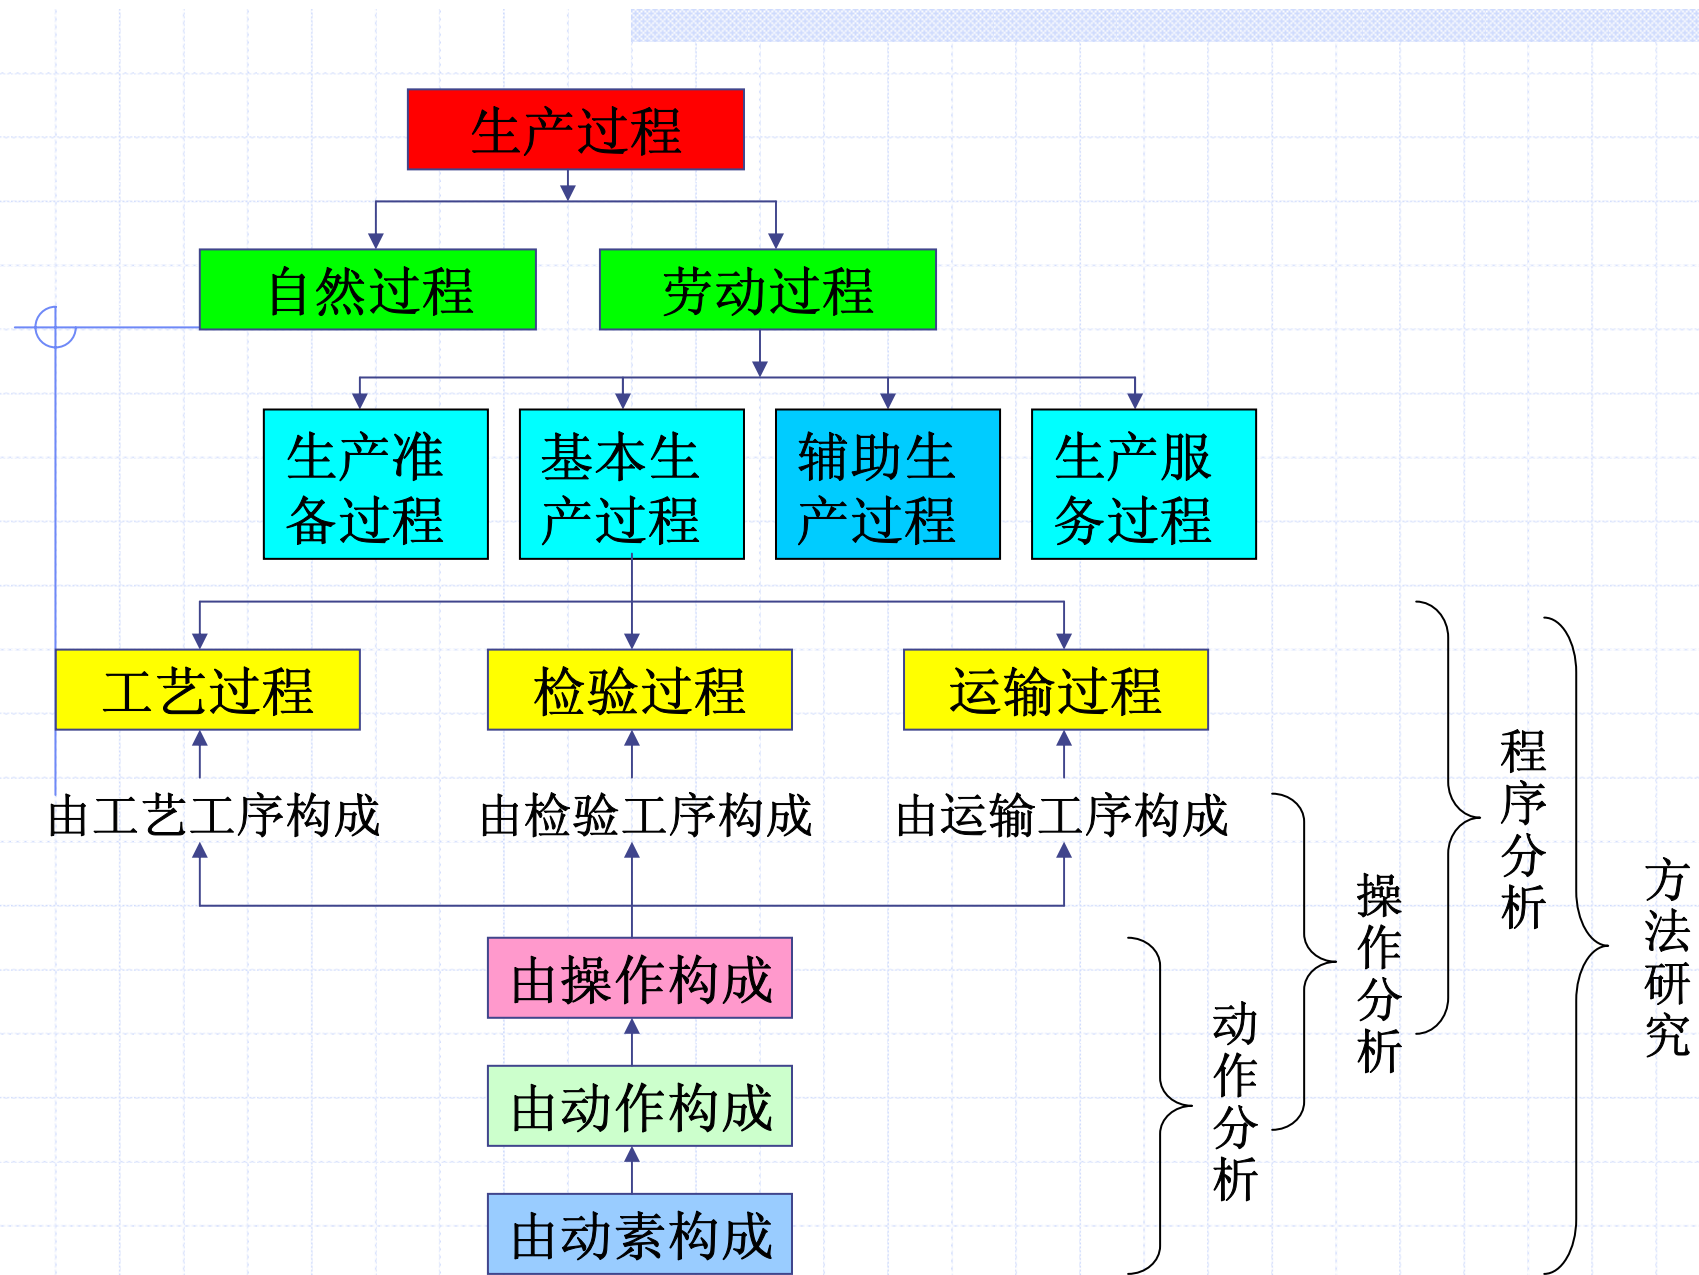 生产过程
自然过程
劳动过程
生产准
备过程
基本生
产过程
辅助生
产过程
生产服
务过程
工艺过程
检验过程
运输过程
由工艺工序构成
由检验工序构成
由运输工序构成
由操作构成
由动作构成
由动素构成
动作分析
操作分析
程序分析
方法研究